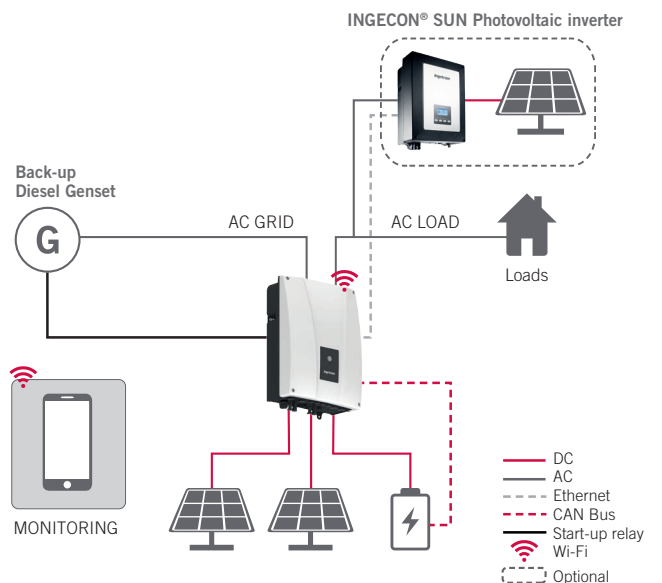 INGECON® SUN Photovoltaic inverter
Back-up
Diesel Genset
G
AC GRID
AC LOAD
Loads
MONITORING
DC
AC
Ethernet
CAN Bus
Start-up relay
Wi-Fi
Optional